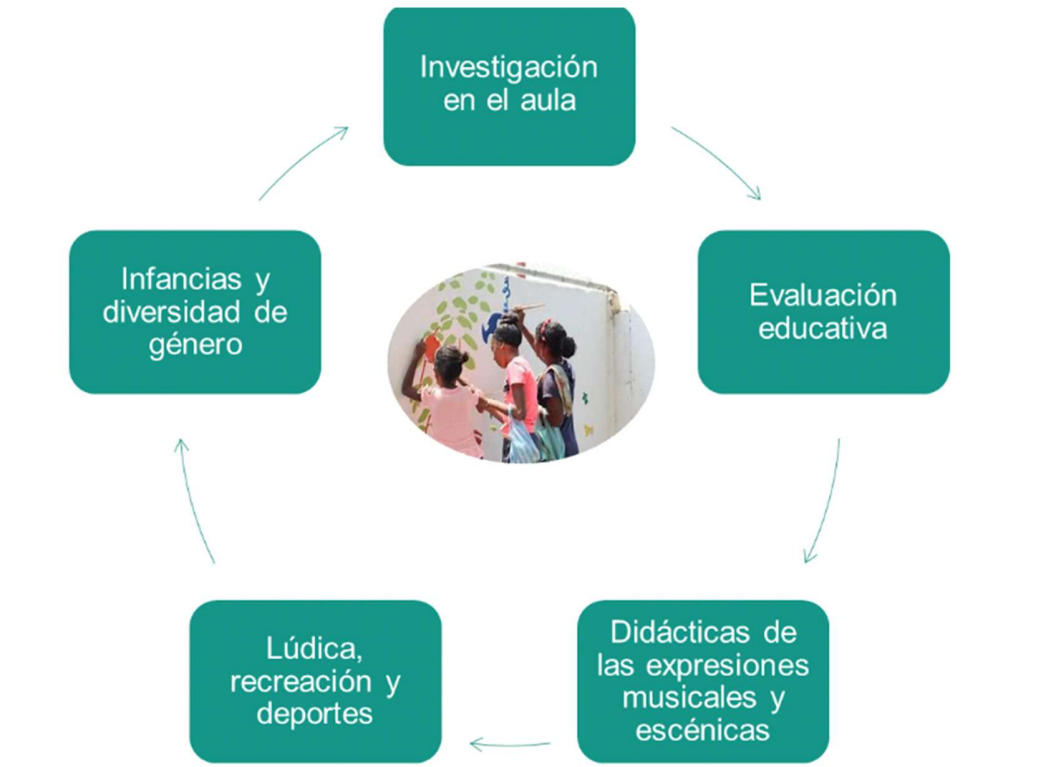 Investigación
en el aula
Evaluación
educativa
Didácticas de
las expresiones
musicales y
escénicas
Lúdica,
recreación y
deportes
Infancias y
diversidad de
género